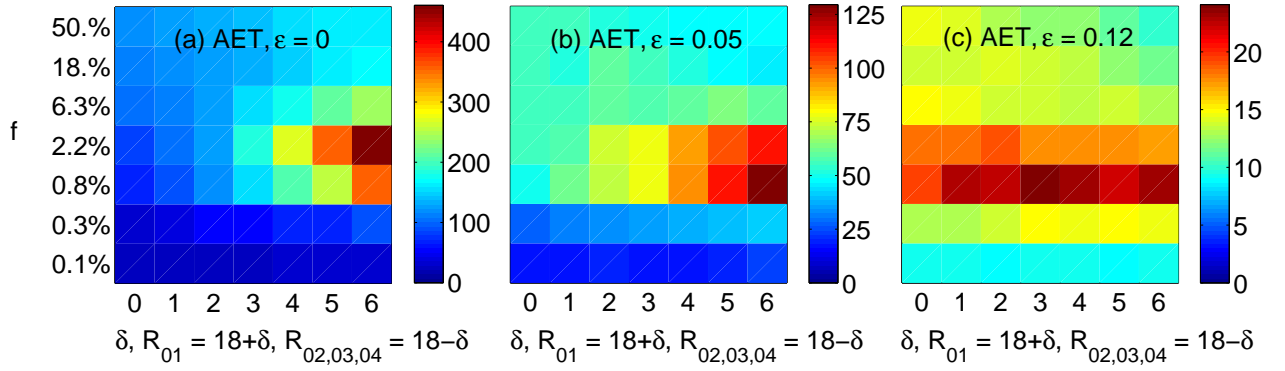 (a) AET, ε = 0
(b) AET, ε = 0.05
(c) AET, ε = 0.12
f
50.%
18.%
6.3%
2.2%
0.8%
0.3%
0.1%
0 1 2 3 4 5 6
δ, R₀₁ = 18+δ, R₀₂,₀₃,₀₄ = 18−δ
400
300
200
100
0
0 1 2 3 4 5 6
δ, R₀₁ = 18+δ, R₀₂,₀₃,₀₄ = 18−δ
125
100
75
50
25
0
0 1 2 3 4 5 6
δ, R₀₁ = 18+δ, R₀₂,₀₃,₀₄ = 18−δ
20
15
10
5
0